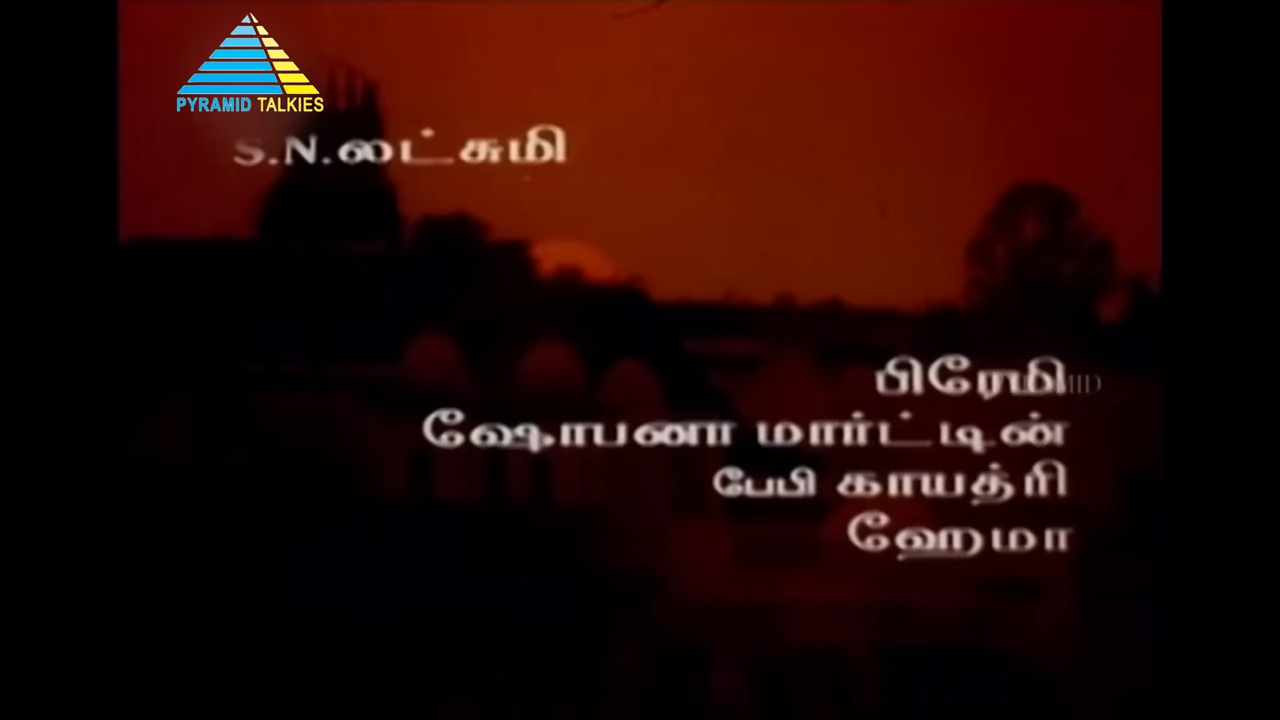 PYRAMID TALKIES
S.N.லட்சுமி
பிரேமி
ஷோபனா மார்ட்டின்
பேபி காயத்ரி
ஹேமா